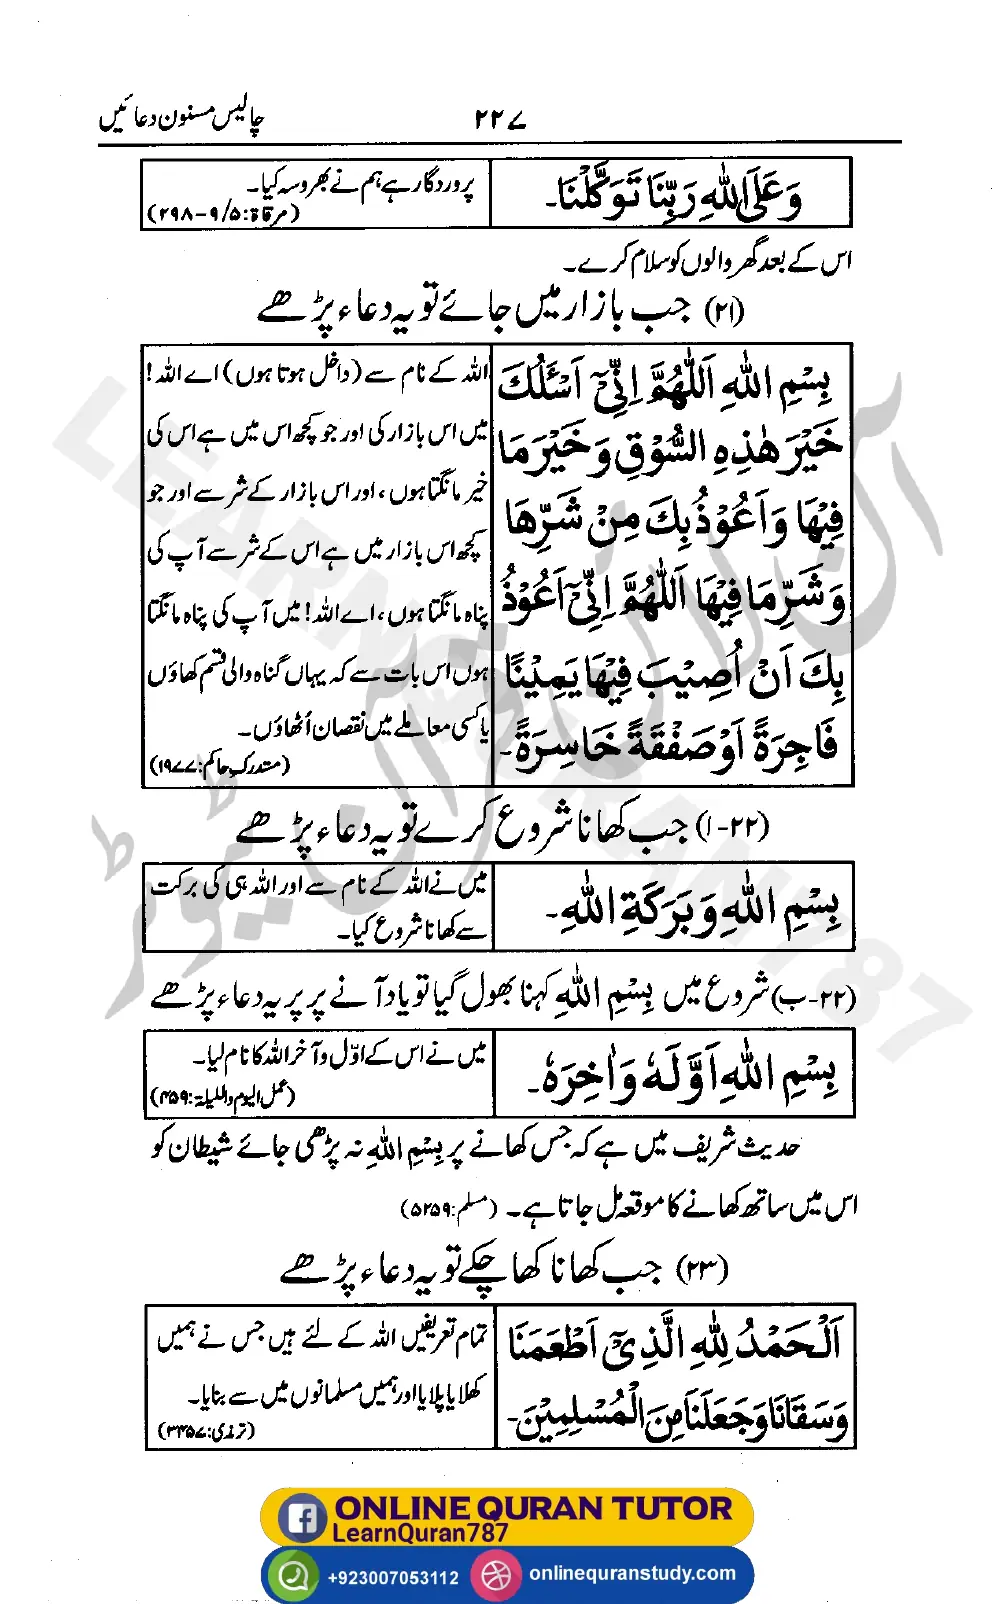 چالیس مسنون دعائیں
۲۲۷
وَعَلَی اللّٰهِ رَبِّنَا تَوَكَّلْنَا۔
پروردگار ہے ہم نے بھروسہ کیا۔
(مرقاۃ:۵/۹-۲۹۸)
اس کے بعد گھر والوں کو سلام کرے۔
(۲۱) جب بازار میں جائے تو یہ دعاء پڑھے
بِسْمِ اللّٰهِ اَللّٰهُمَّ اِنِّیْٓ اَسْئَلُكَ
خَيْرَ هٰذِهِ السُّوْقِ وَخَيْرَ مَا
فِيْهَا وَاَعُوْذُ بِكَ مِنْ شَرِّهَا
وَشَرِّمَا فِيْهَا اَللّٰهُمَّ اِنِّیْٓ اَعُوْذُ
بِكَ اَنْ اُصِيْبَ فِيْهَا يَمِيْنًا
فَاجِرَةً اَوْ صَفْقَةً خَاسِرَةً۔
اللہ کے نام سے (داخل ہوتا ہوں) اے اللہ!
میں اس بازار کی اور جو کچھ اس میں ہے اس کی
خیر مانگتا ہوں، اور اس بازار کے شر سے اور جو
کچھ اس بازار میں ہے اس کے شر سے آپ کی
پناہ مانگتا ہوں، اے اللہ! میں آپ کی پناہ مانگتا
ہوں اس بات سے کہ یہاں گناہ والی قسم کھاؤں
یا کسی معاملے میں نقصان اُٹھاؤں۔
(مستدرک حاکم:۱۹۷۷)
(۲۲-۱) جب کھانا شروع کرے تو یہ دعاء پڑھے
بِسْمِ اللّٰهِ وَبَرَكَةِ اللّٰهِ۔
میں نے اللہ کے نام سے اور اللہ ہی کی برکت
سے کھانا شروع کیا۔
(۲۲-ب) شروع میں بِسْمِ اللّٰهِ کہنا بھول گیا تو یاد آنے پر پر یہ دعاء پڑھے
بِسْمِ اللّٰهِ اَوَّلَهٗ وَاٰخِرَهٗ۔
میں نے اس کے اوّل و آخر اللہ کا نام لیا۔
(عمل الیوم واللیلۃ:۴۵۹)
حدیث شریف میں ہے کہ جس کھانے پر بِسْمِ اللّٰهِ نہ پڑھی جائے شیطان کو
اس میں ساتھ کھانے کا موقعہ مل جاتا ہے۔ (مسلم:۵۲۵۹)
(۲۳) جب کھانا کھا چکے تو یہ دعاء پڑھے
اَلْحَمْدُ لِلّٰهِ الَّذِیْٓ اَطْعَمَنَا
وَسَقَانَا وَجَعَلَنَا مِنَ الْمُسْلِمِيْنَ۔
تمام تعریفیں اللہ کے لئے ہیں جس نے ہمیں
کھلایا پلایا اور ہمیں مسلمانوں میں سے بنایا۔
(ترمذی:۳۴۵۷)
LEARNQURAN787
آن لائن قرآن ٹیوٹر
ONLINE QURAN TUTOR
LearnQuran787
+923007053112
onlinequranstudy.com